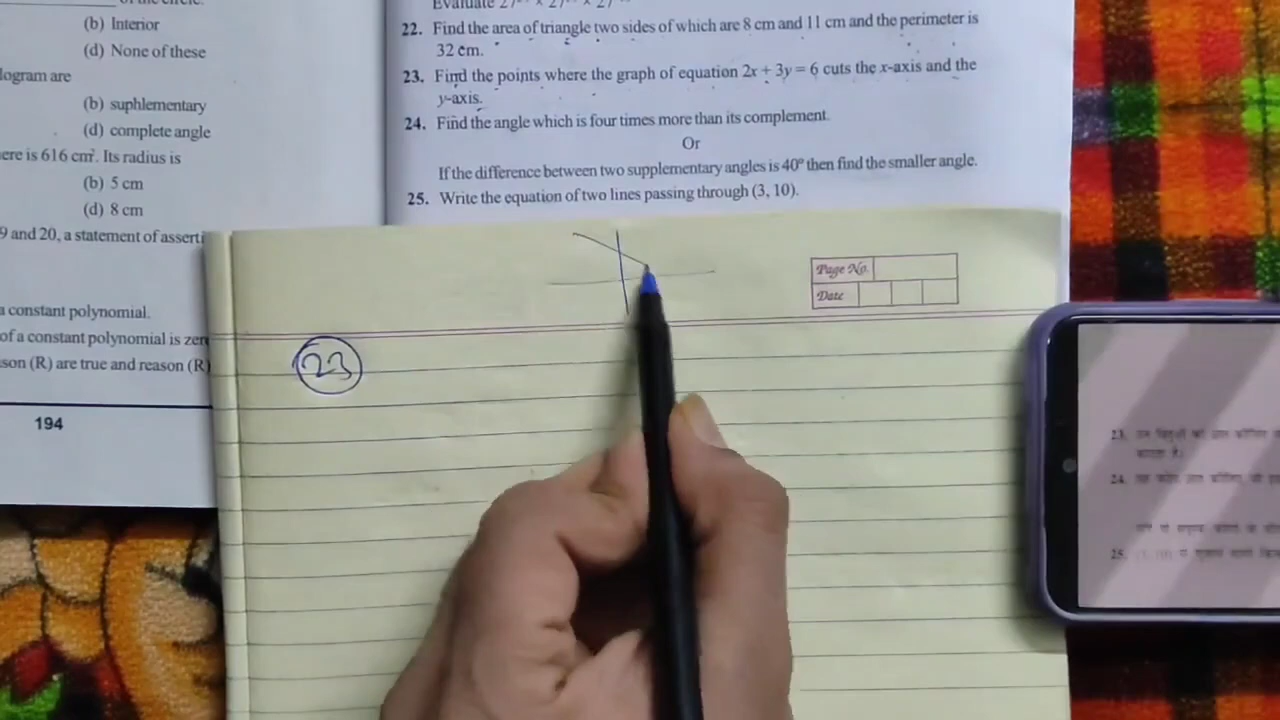 (b) Interior
(d) None of these
logram are
(b) suphlementary
(d) complete angle
ere is 616 cm². Its radius is
(b) 5 cm
(d) 8 cm
9 and 20, a statement of asserti
a constant polynomial.
of a constant polynomial is zer
son (R) are true and reason (R)
194
Evaluate
22. Find the area of triangle two sides of which are 8 cm and 11 cm and the perimeter is
32 cm.
23. Find the points where the graph of equation 2x + 3y = 6 cuts the x-axis and the
y-axis.
24. Find the angle which is four times more than its complement.
Or
If the difference between two supplementary angles is 40° then find the smaller angle.
25. Write the equation of two lines passing through (3, 10).
Page No.
Date
23
23.
24.
25.